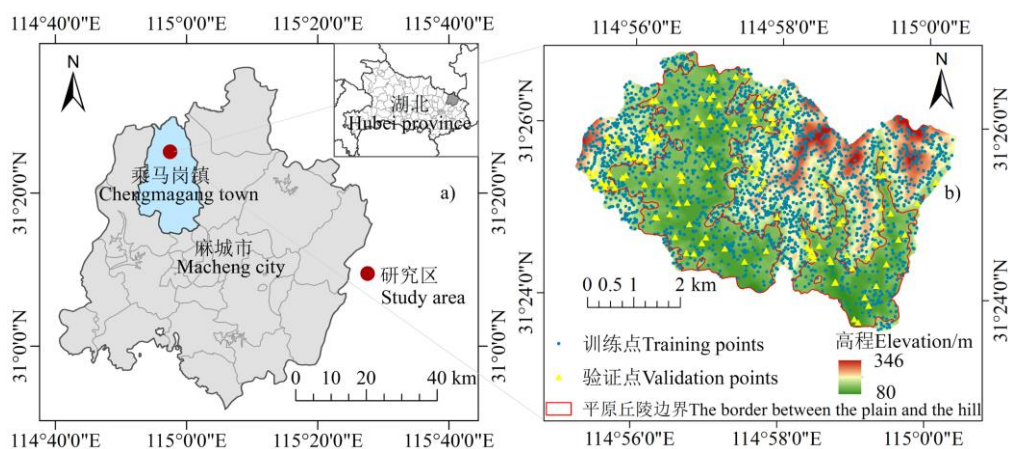 114°40'0"E 115°0'0"E 115°20'0"E 115°40'0"E
N
湖北
Hubei province
31°20'0"N
31°0'0"N
乘马岗镇
Chengmagang town
a)
麻城市
Macheng city
研究区
Study area
31°20'0"N
31°0'0"N
0 10 20 40 km
114°40'0"E 115°0'0"E 115°20'0"E 115°40'0"E
114°56'0"E 114°58'0"E 115°0'0"E
N
31°26'0"N
31°24'0"N
b)
31°26'0"N
31°24'0"N
0 0.5 1 2 km
训练点Training points
验证点Validation points
平原丘陵边界The border between the plain and the hill
高程Elevation/m
346
80
114°56'0"E 114°58'0"E 115°0'0"E